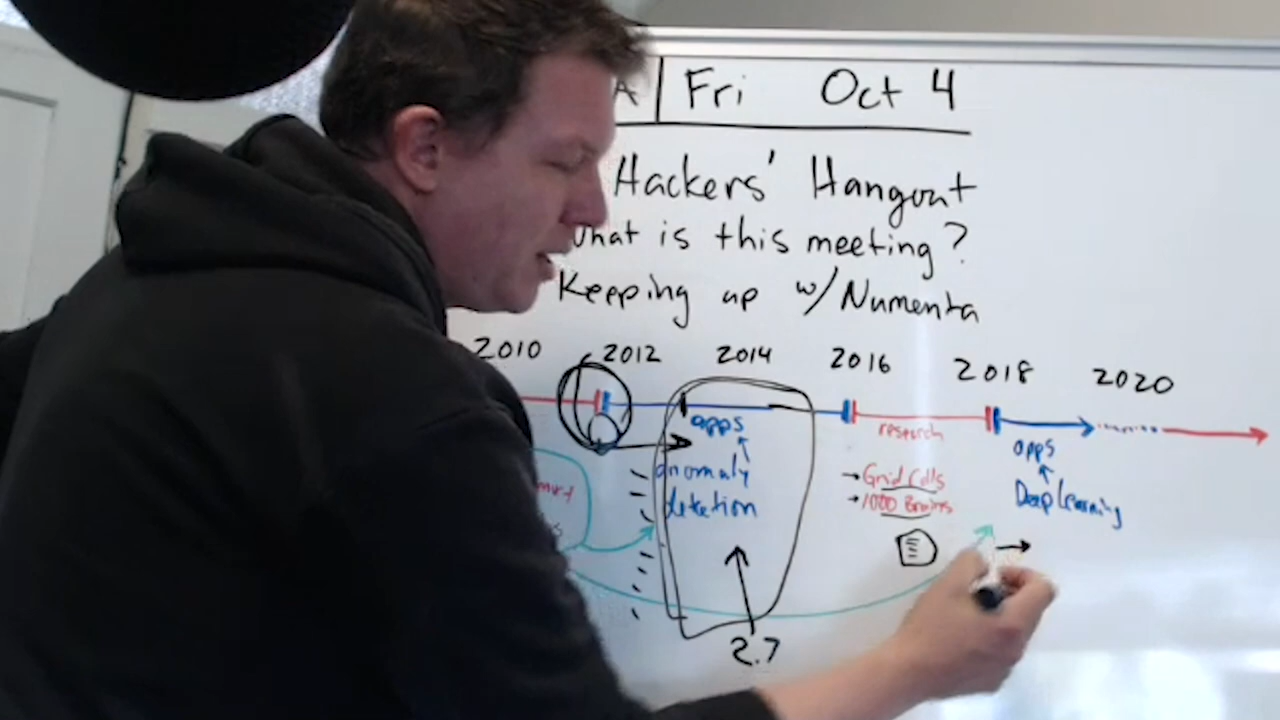 Fri Oct 4
Hackers' Hangout
what is this meeting?
Keeping up w/ Numenta
2010 2012 2014 2016 2018 2020
apps research apps
anomaly detection
→ Grid Cells
→ 1000 Brains
Deep Learning
2.7